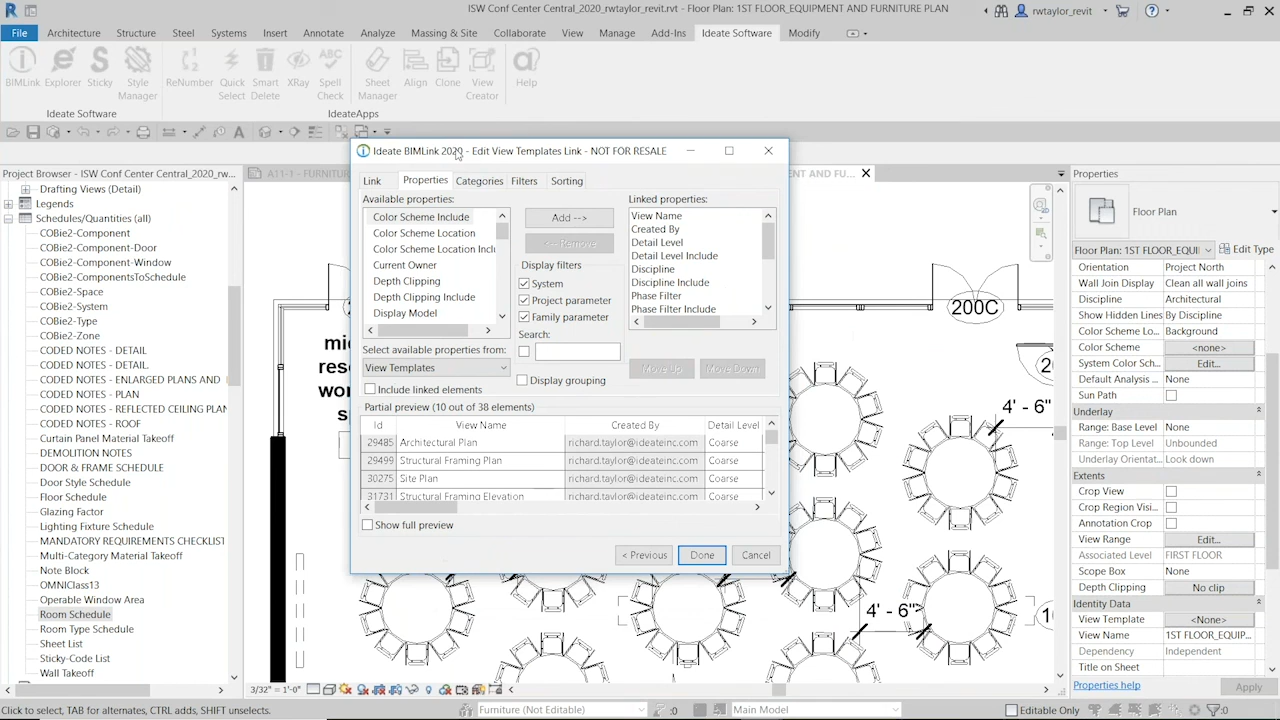 ISW Conf Center Central_2020_rwtaylor_revit.rvt - Floor Plan: 1ST FLOOR_EQUIPMENT AND FURNITURE PLAN
rwtaylor_revit
File Architecture Structure Steel Systems Insert Annotate Analyze Massing & Site Collaborate View Manage Add-Ins Ideate Software Modify
BIMLink Explorer Sticky Style Manager ReNumber Quick Select Smart Delete XRay Spell Check Sheet Manager Align Clone View Creator Help
Ideate Software
IdeateApps
Project Browser - ISW Conf Center Central_2020_rw...
Drawing Views (Detail)
Legends
Schedules/Quantities (all)
COBie2-Component
COBie2-Component-Door
COBie2-Component-Window
COBie2-ComponentsToSchedule
COBie2-Space
COBie2-System
COBie2-Type
COBie2-Zone
CODED NOTES - DETAIL
CODED NOTES - DETAIL.
CODED NOTES - ENLARGED PLANS AND
CODED NOTES - PLAN
CODED NOTES - REFLECTED CEILING PLAN
CODED NOTES - ROOF
Curtain Panel Material Takeoff
DEMOLITION NOTES
DOOR & FRAME SCHEDULE
Door Style Schedule
Floor Schedule
Glazing Factor
Lighting Fixture Schedule
MANDATORY REQUIREMENTS CHECKLIST
Multi-Category Material Takeoff
Note Block
OMNIClass13
Operable Window Area
Room Schedule
Room Type Schedule
Sheet List
Sticky-Code List
Wall Takeoff
A11-1 - FURNITUR
ENT AND FU...
200C
4' - 6"
4' - 6"
Ideate BIMLink 2020 - Edit View Templates Link - NOT FOR RESALE
Link Properties Categories Filters Sorting
Available properties:
Color Scheme Include
Color Scheme Location
Color Scheme Location Inclu
Current Owner
Depth Clipping
Depth Clipping Include
Display Model
Select available properties from:
View Templates
Include linked elements
Add -->
<-- Remove
Display filters
System
Project parameter
Family parameter
Search:
Display grouping
Linked properties:
View Name
Created By
Detail Level
Detail Level Include
Discipline
Discipline Include
Phase Filter
Phase Filter Include
Move Up Move Down
Partial preview (10 out of 38 elements)
Id View Name Created By Detail Level
29485 Architectural Plan richard.taylor@ideateinc.com Coarse
29499 Structural Framing Plan richard.taylor@ideateinc.com Coarse
30275 Site Plan richard.taylor@ideateinc.com Coarse
31731 Structural Framing Elevation richard.taylor@ideateinc.com Coarse
Show full preview
< Previous Done Cancel
Properties
Floor Plan
Floor Plan: 1ST FLOOR_EQUII Edit Type
Orientation Project North
Wall Join Display Clean all wall joins
Discipline Architectural
Show Hidden Lines By Discipline
Color Scheme Lo... Background
Color Scheme <none>
System Color Sch... Edit...
Default Analysis ... None
Sun Path
Underlay
Range: Base Level None
Range: Top Level Unbounded
Underlay Orientat... Look down
Extents
Crop View
Crop Region Visi...
Annotation Crop
View Range Edit...
Associated Level FIRST FLOOR
Scope Box None
Depth Clipping No clip
Identity Data
View Template <None>
View Name 1ST FLOOR_EQUIP...
Dependency Independent
Title on Sheet
Properties help Apply
3/32" = 1'-0"
Click to select, TAB for alternates, CTRL adds, SHIFT unselects.
Furniture (Not Editable)
:0
Main Model
Editable Only
:0